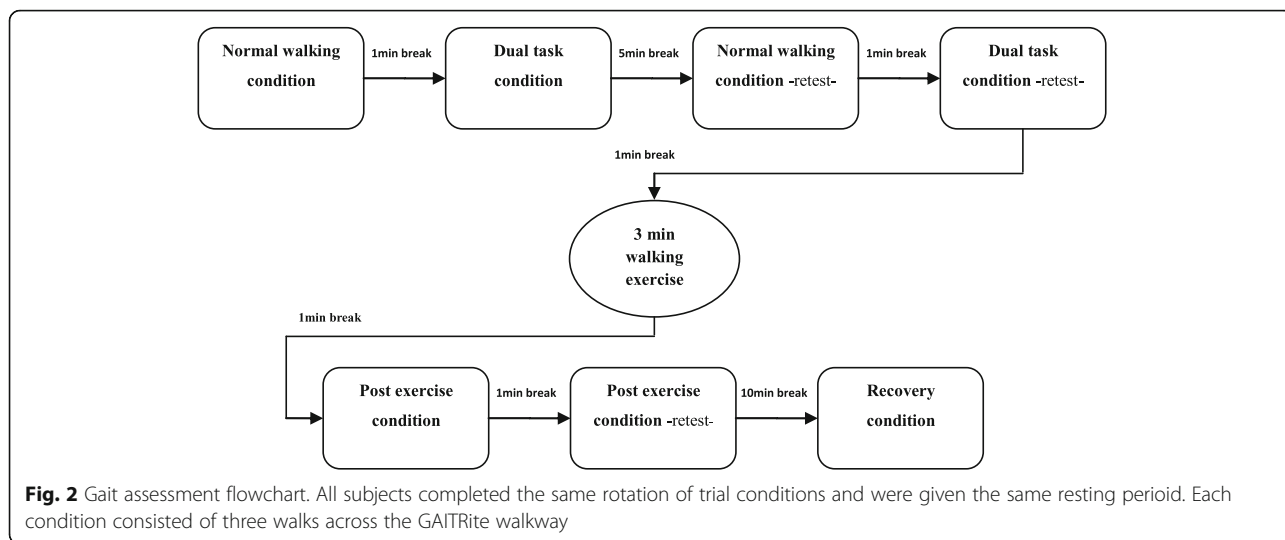 Normal walking
condition
1min break
Dual task
condition
5min break
Normal walking
condition -retest-
1min break
Dual task
condition -retest-
1min break
3 min
walking
exercise
1min break
Post exercise
condition
1min break
Post exercise
condition -retest-
10min break
Recovery
condition
Fig. 2 Gait assessment flowchart. All subjects completed the same rotation of trial conditions and were given the same resting perioid. Each
condition consisted of three walks across the GAITRite walkway